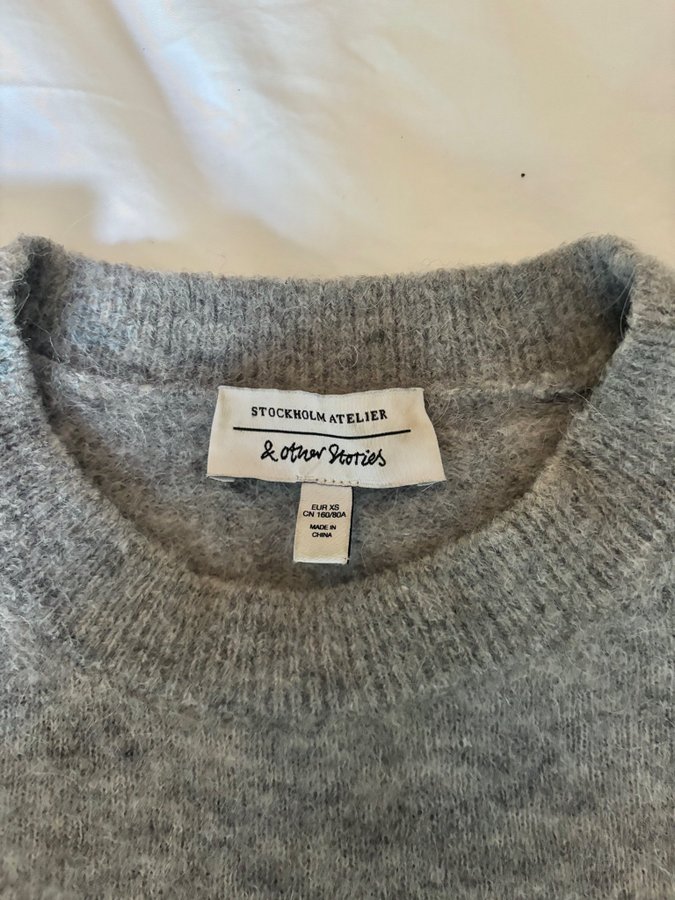 STOCKHOLM ATELIER
& other Stories
EUR XS
CN 160/80A
MADE IN
CHINA